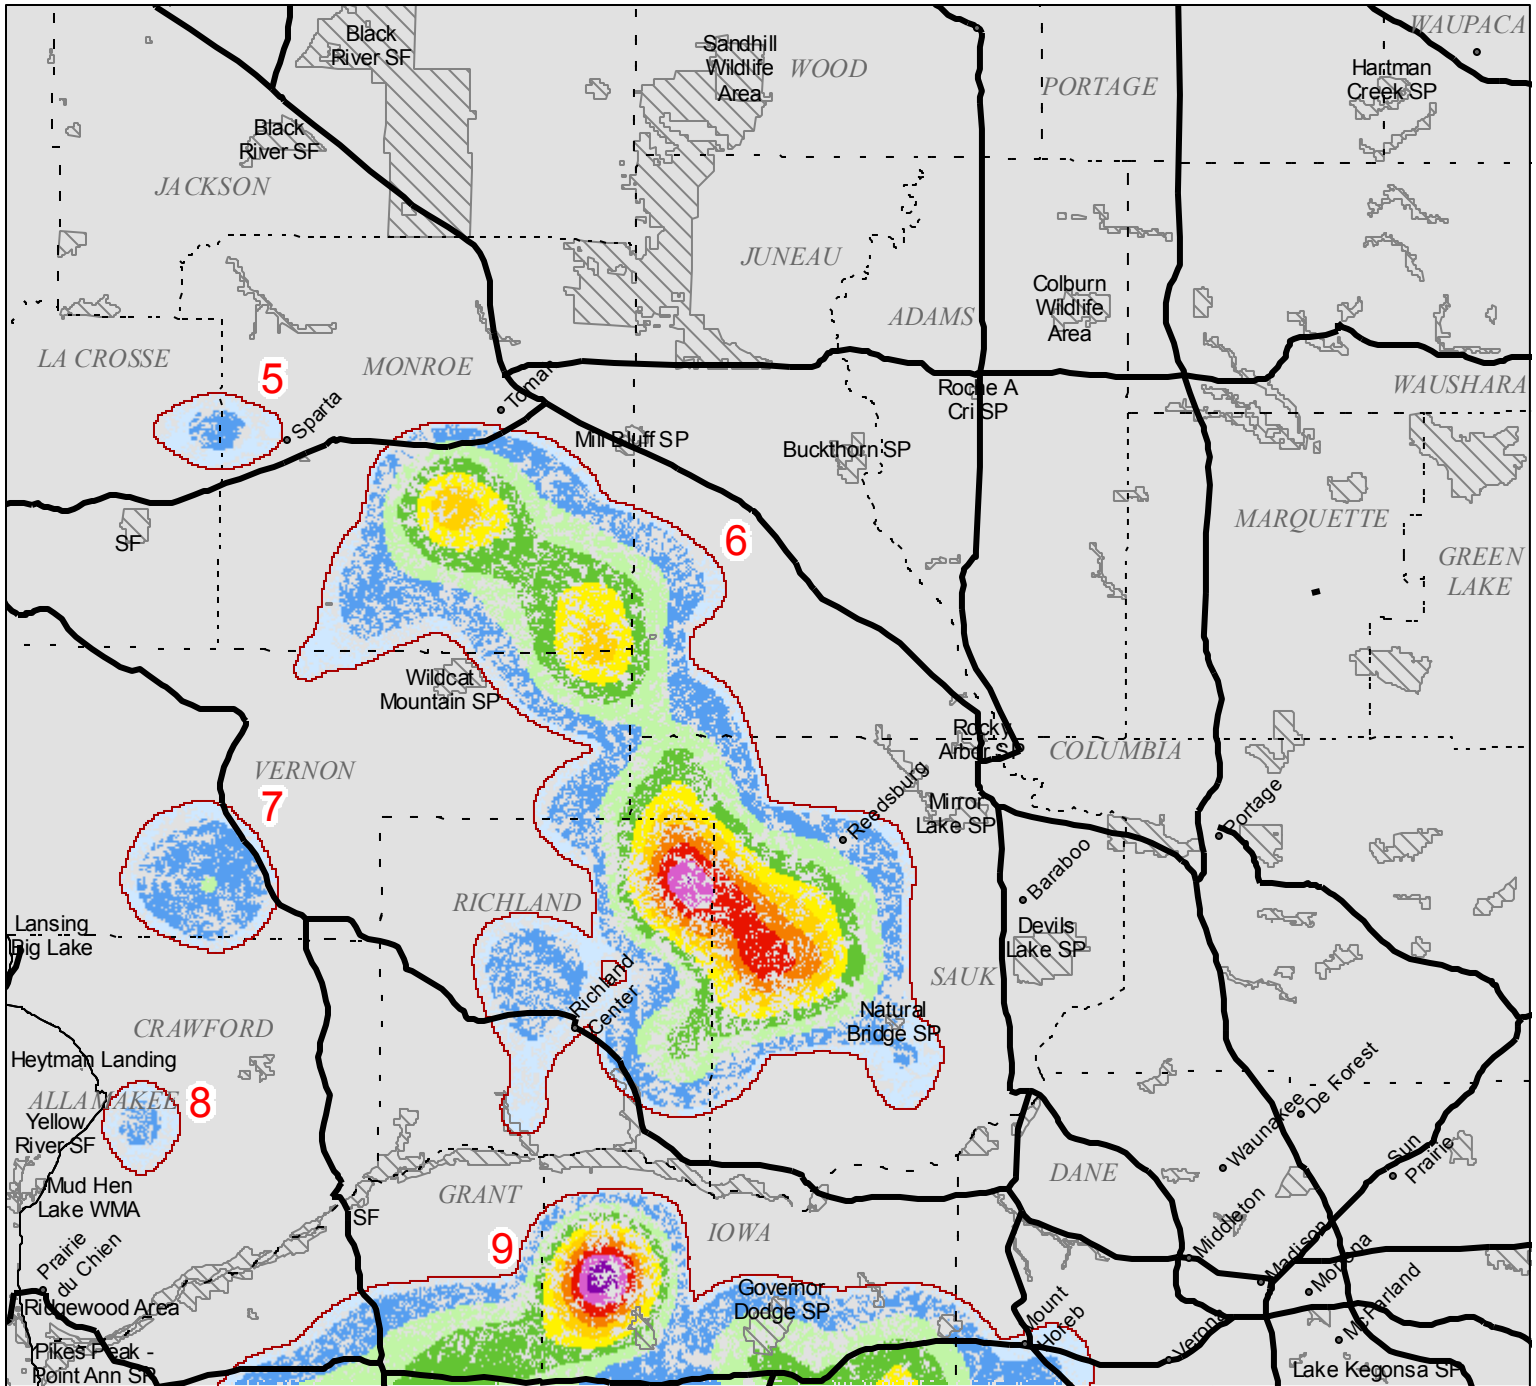 WAUPACA
Black
River SF
Sandhill
Wildlife
Area
WOOD
PORTAGE
Hartman
Creek SP
Black
River SF
JACKSON
JUNEAU
ADAMS
Colburn
Wildlife
Area
LA CROSSE
5
MONROE
Tomah
Sparta
Mill Bluff SP
Buckthorn SP
Roche A
Cri SP
WAUSHARA
SF
6
MARQUETTE
GREEN
LAKE
Wildcat
Mountain SP
Rocky
Arbor SP
COLUMBIA
VERNON
7
Reedsburg
Mirror
Lake SP
Portage
Baraboo
RICHLAND
Lansing
Big Lake
Devils
Lake SP
SAUK
Richland
Center
Natural
Bridge SP
CRAWFORD
Heytman Landing
ALLAMAKEE
8
Yellow
River SF
De Forest
Waunakee
Sun
Prairie
Mud Hen
Lake WMA
GRANT
DANE
SF
IOWA
9
Middleton
Madison
Monona
Prairie
du Chien
Governor
Dodge SP
McFarland
Ridgewood Area
Mount
Horeb
Verona
Pikes Peak -
Point Ann SP
Lake Kegonsa SP